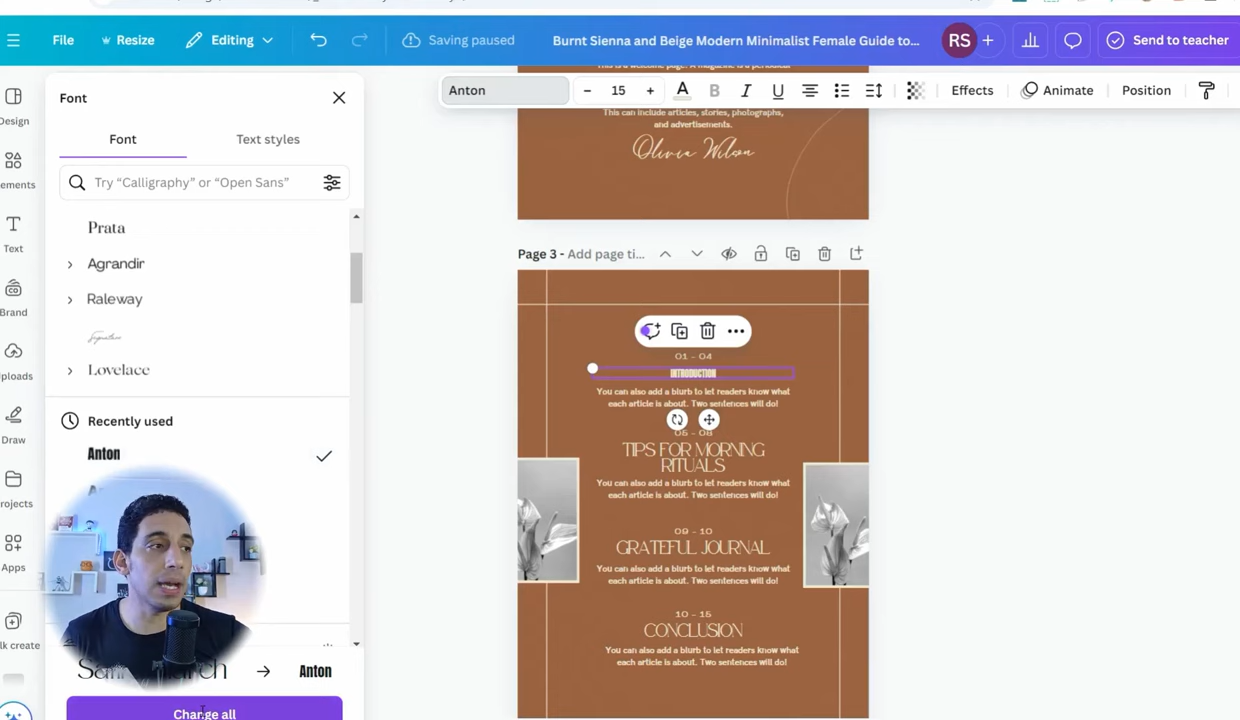 File
Resize
Editing
Saving paused
Burnt Sienna and Beige Modern Minimalist Female Guide to...
RS
Send to teacher
Design
ements
Text
Brand
Uploads
Draw
rojects
Apps
lk create
Font
Font
Text styles
Try “Calligraphy” or “Open Sans”
Prata
Agrandir
Raleway
Signature
Lovelace
Recently used
Anton
Anton
Change all
Anton
– 15 +
A B I U
Effects
Animate
Position
This can include articles, stories, photographs,
and advertisements.
Olivia Wilson
Page 3 - Add page ti...
01 - 04
INTRODUCTION
You can also add a blurb to let readers know what
each article is about. Two sentences will do!
05 - 08
TIPS FOR MORNING
RITUALS
You can also add a blurb to let readers know what
each article is about. Two sentences will do!
09 - 10
GRATEFUL JOURNAL
You can also add a blurb to let readers know what
each article is about. Two sentences will do!
10 - 15
CONCLUSION
You can also add a blurb to let readers know what
each article is about. Two sentences will do!